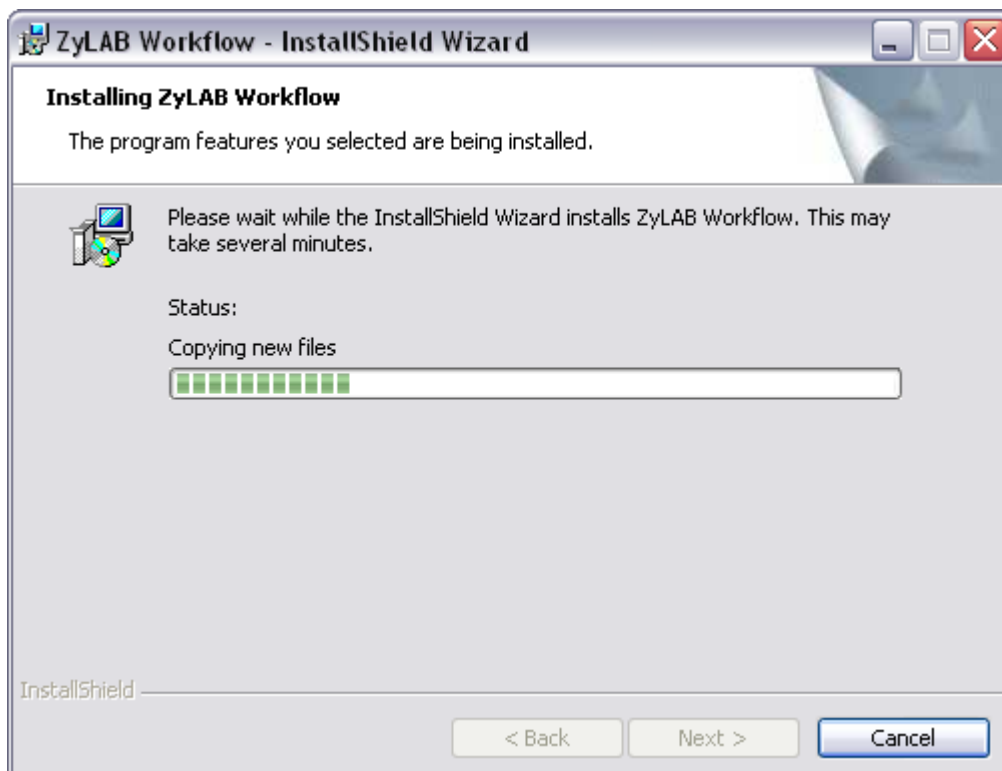 ZyLAB Workflow - InstallShield Wizard
Installing ZyLAB Workflow
The program features you selected are being installed.
Please wait while the InstallShield Wizard installs ZyLAB Workflow. This may
take several minutes.
Status:
Copying new files
InstallShield
< Back
Next >
Cancel